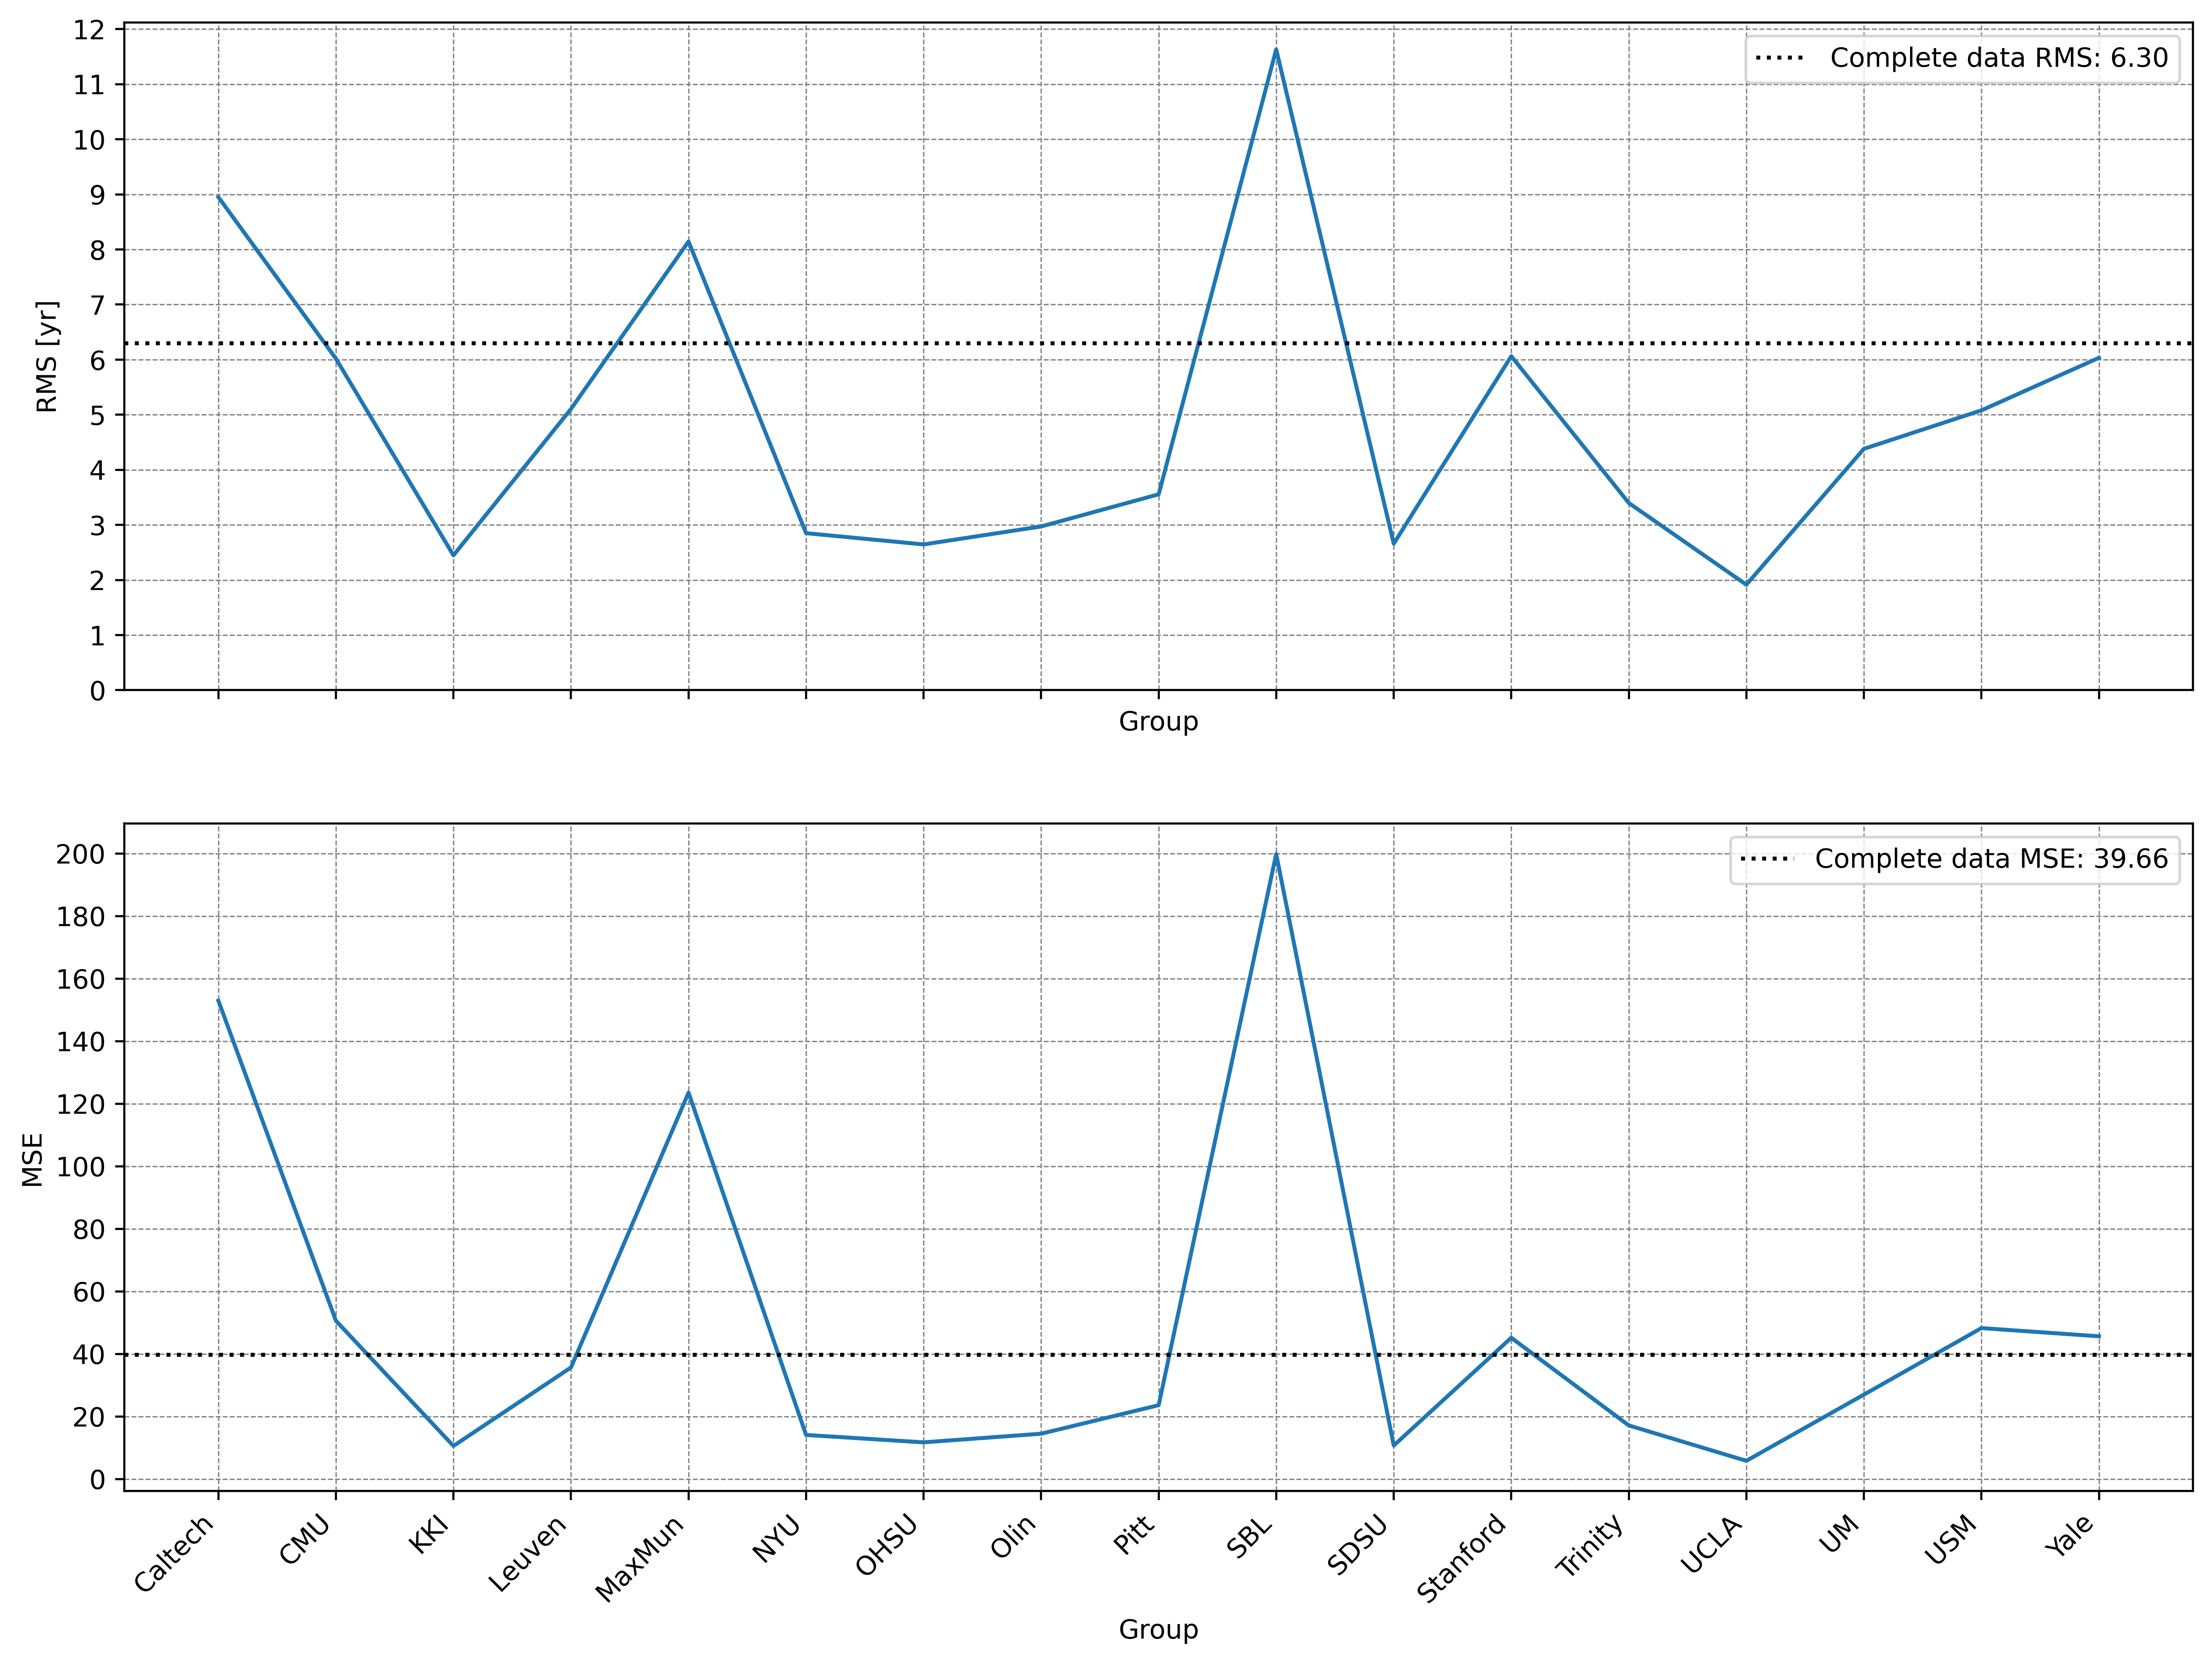 12
11
10
9
8
7
6
5
4
3
2
1
0
RMS [yr]
Complete data RMS: 6.30
Group
200
180
160
140
120
100
80
60
40
20
0
MSE
Complete data MSE: 39.66
Caltech
CMU
KKI
Leuven
MaxMun
NYU
OHSU
Olin
Pitt
SBL
SDSU
Stanford
Trinity
UCLA
UM
USM
Yale
Group